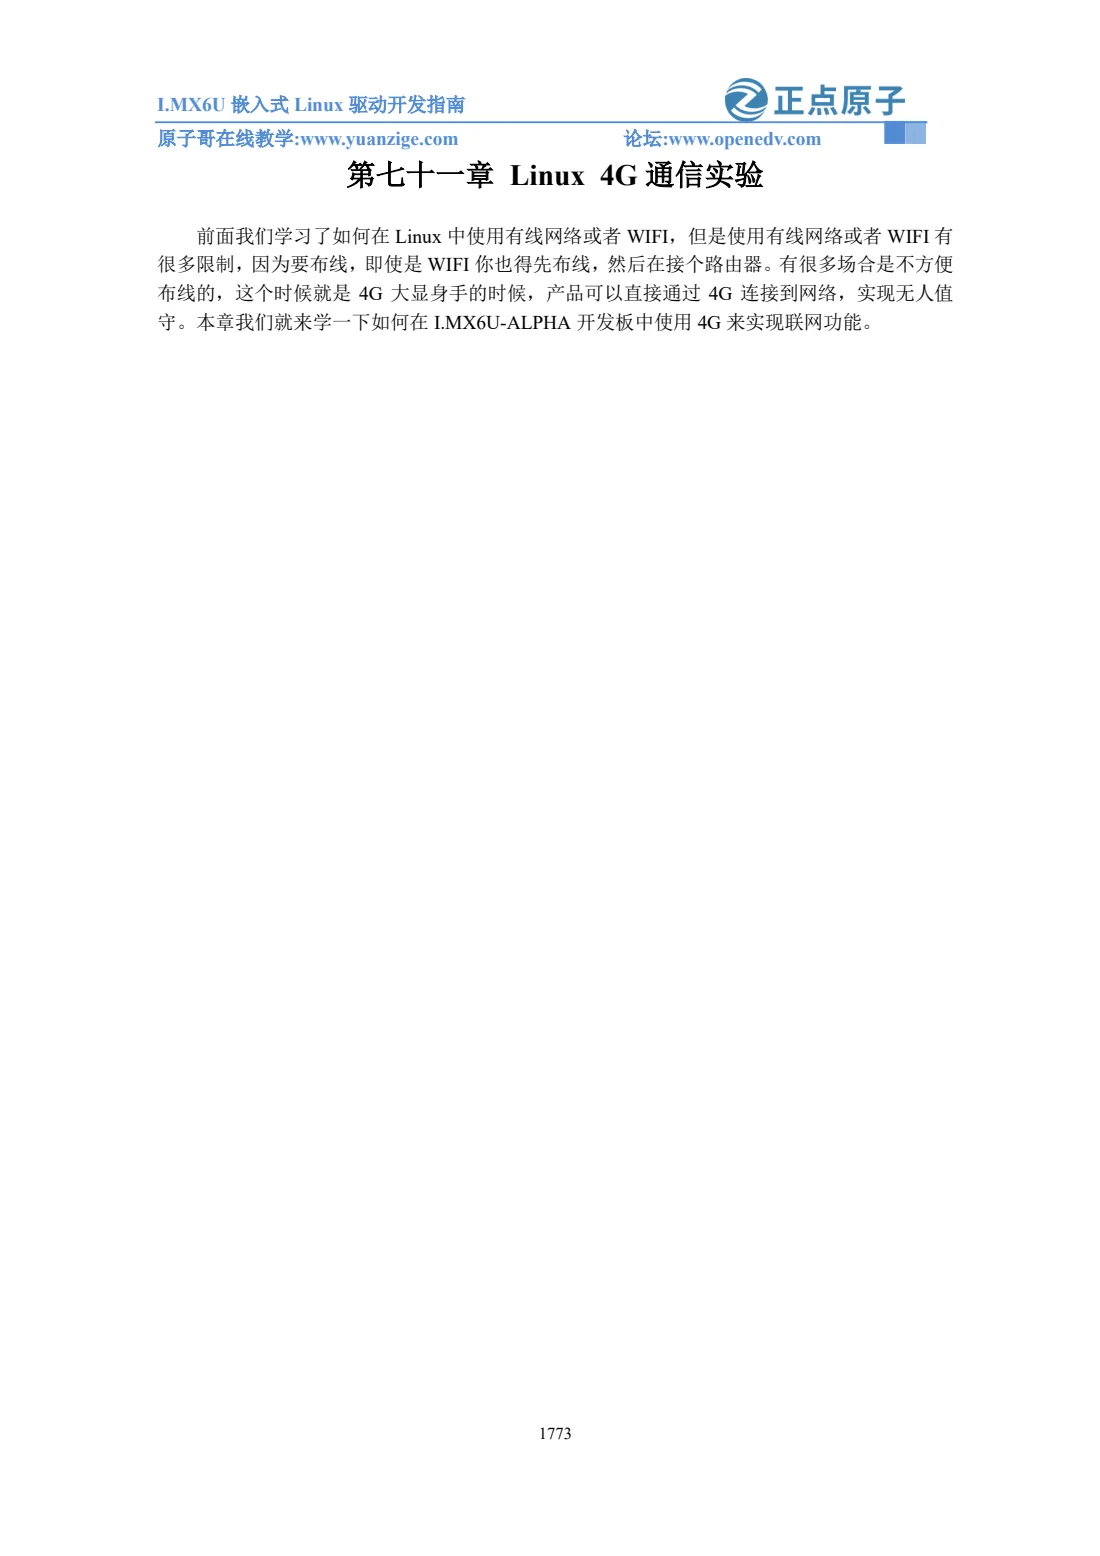 I.MX6U 嵌入式 Linux 驱动开发指南
正点原子
原子哥在线教学:www.yuanzige.com 论坛:www.openedv.com
第七十一章 Linux 4G 通信实验
前面我们学习了如何在 Linux 中使用有线网络或者 WIFI，但是使用有线网络或者 WIFI 有
很多限制，因为要布线，即使是 WIFI 你也得先布线，然后在接个路由器。有很多场合是不方便
布线的，这个时候就是 4G 大显身手的时候，产品可以直接通过 4G 连接到网络，实现无人值
守。本章我们就来学一下如何在 I.MX6U-ALPHA 开发板中使用 4G 来实现联网功能。
1773